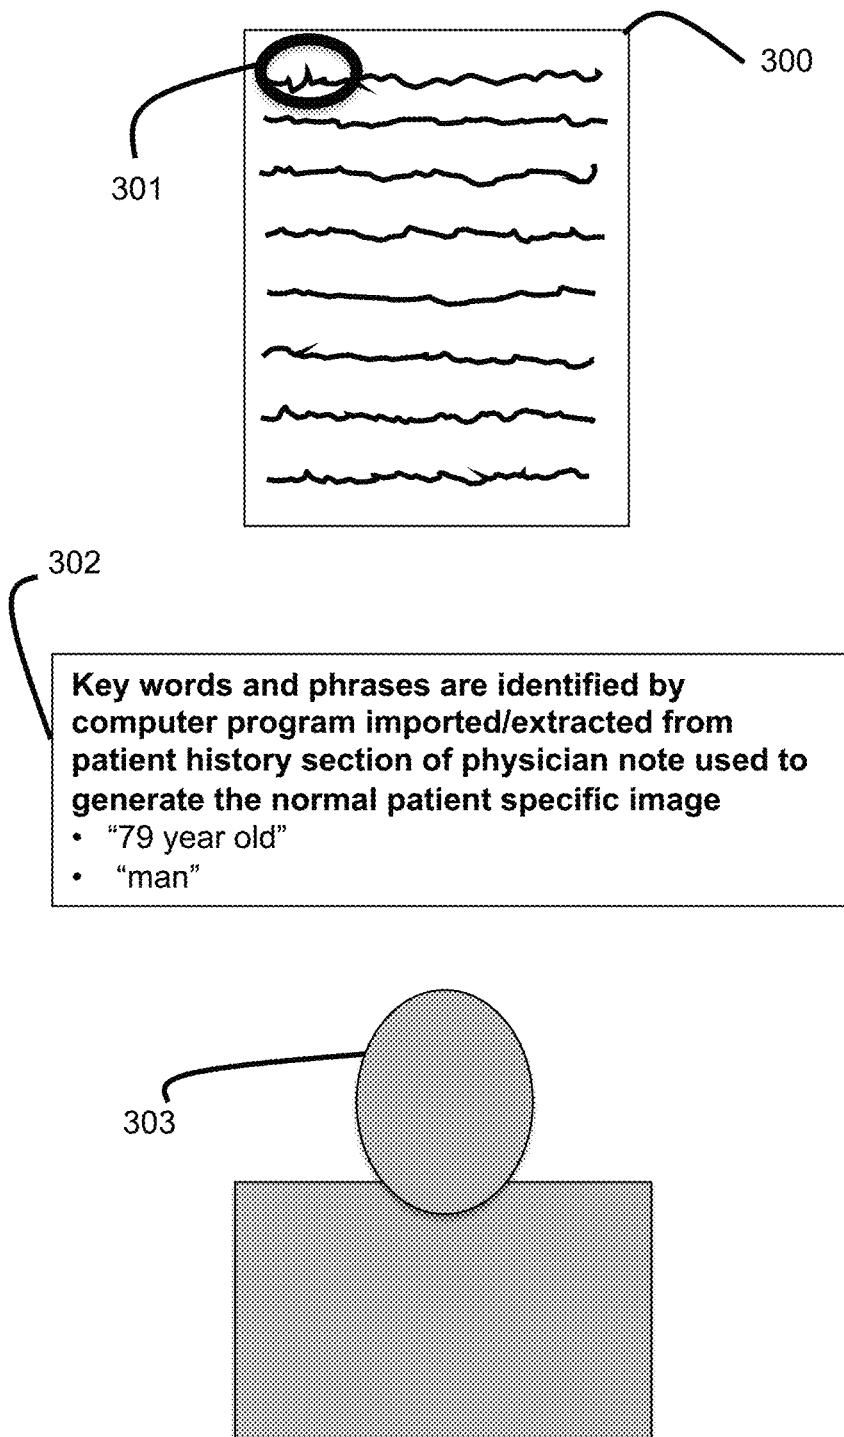 300
301
302
Key words and phrases are identified by
computer program imported/extracted from
patient history section of physician note used to
generate the normal patient specific image
• “79 year old”
• “man”
303